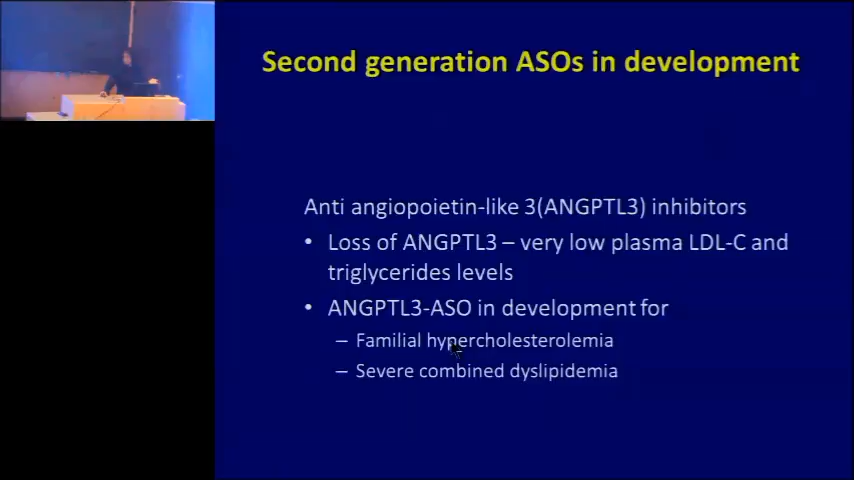 Second generation ASOs in development
Anti angiopoietin-like 3(ANGPTL3) inhibitors
• Loss of ANGPTL3 – very low plasma LDL-C and
triglycerides levels
• ANGPTL3-ASO in development for
– Familial hypercholesterolemia
– Severe combined dyslipidemia